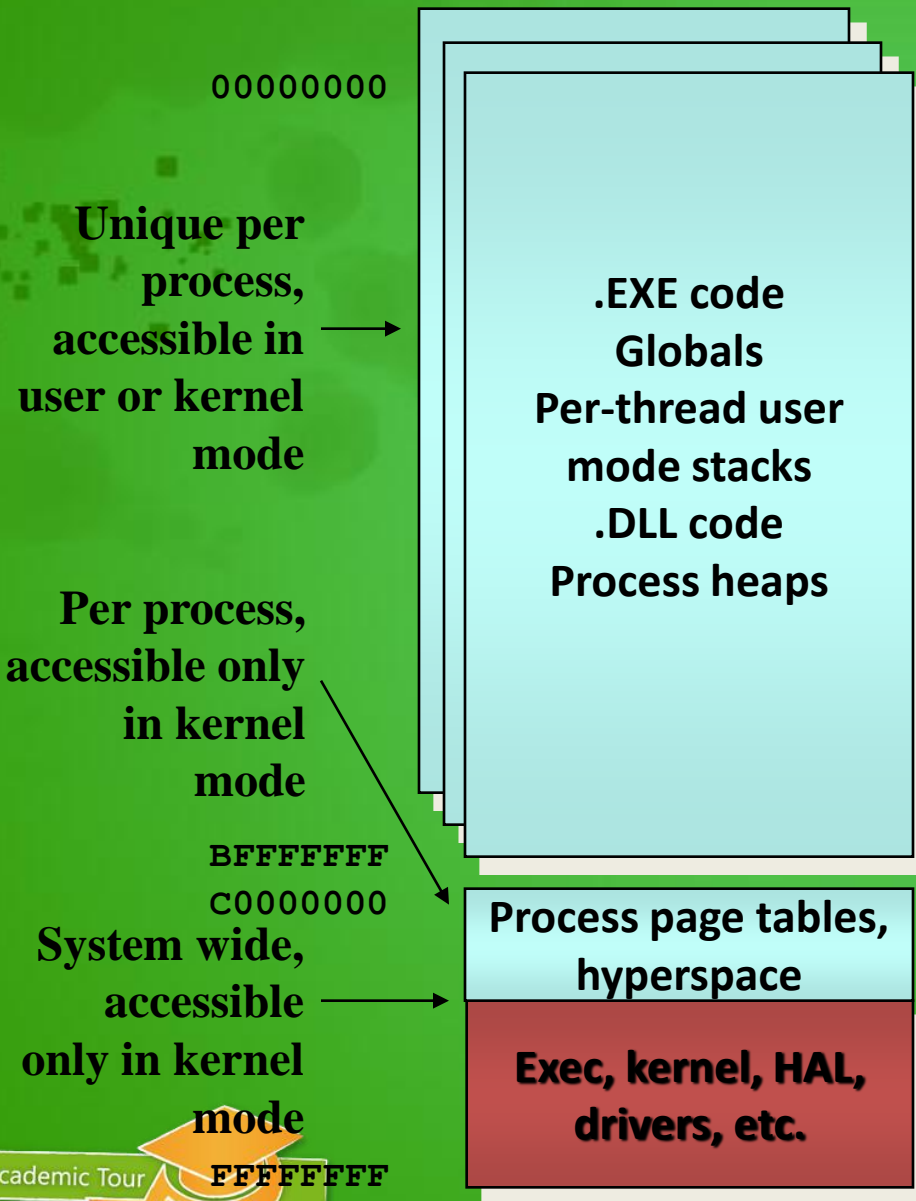 00000000
Unique per
process,
accessible in
user or kernel
mode
.EXE code
Globals
Per-thread user
mode stacks
.DLL code
Process heaps
Per process,
accessible only
in kernel
mode
BFFFFFFF
C0000000
Process page tables,
hyperspace
System wide,
accessible
only in kernel
mode
Exec, kernel, HAL,
drivers, etc.
FFFFFFFF
cademic Tour